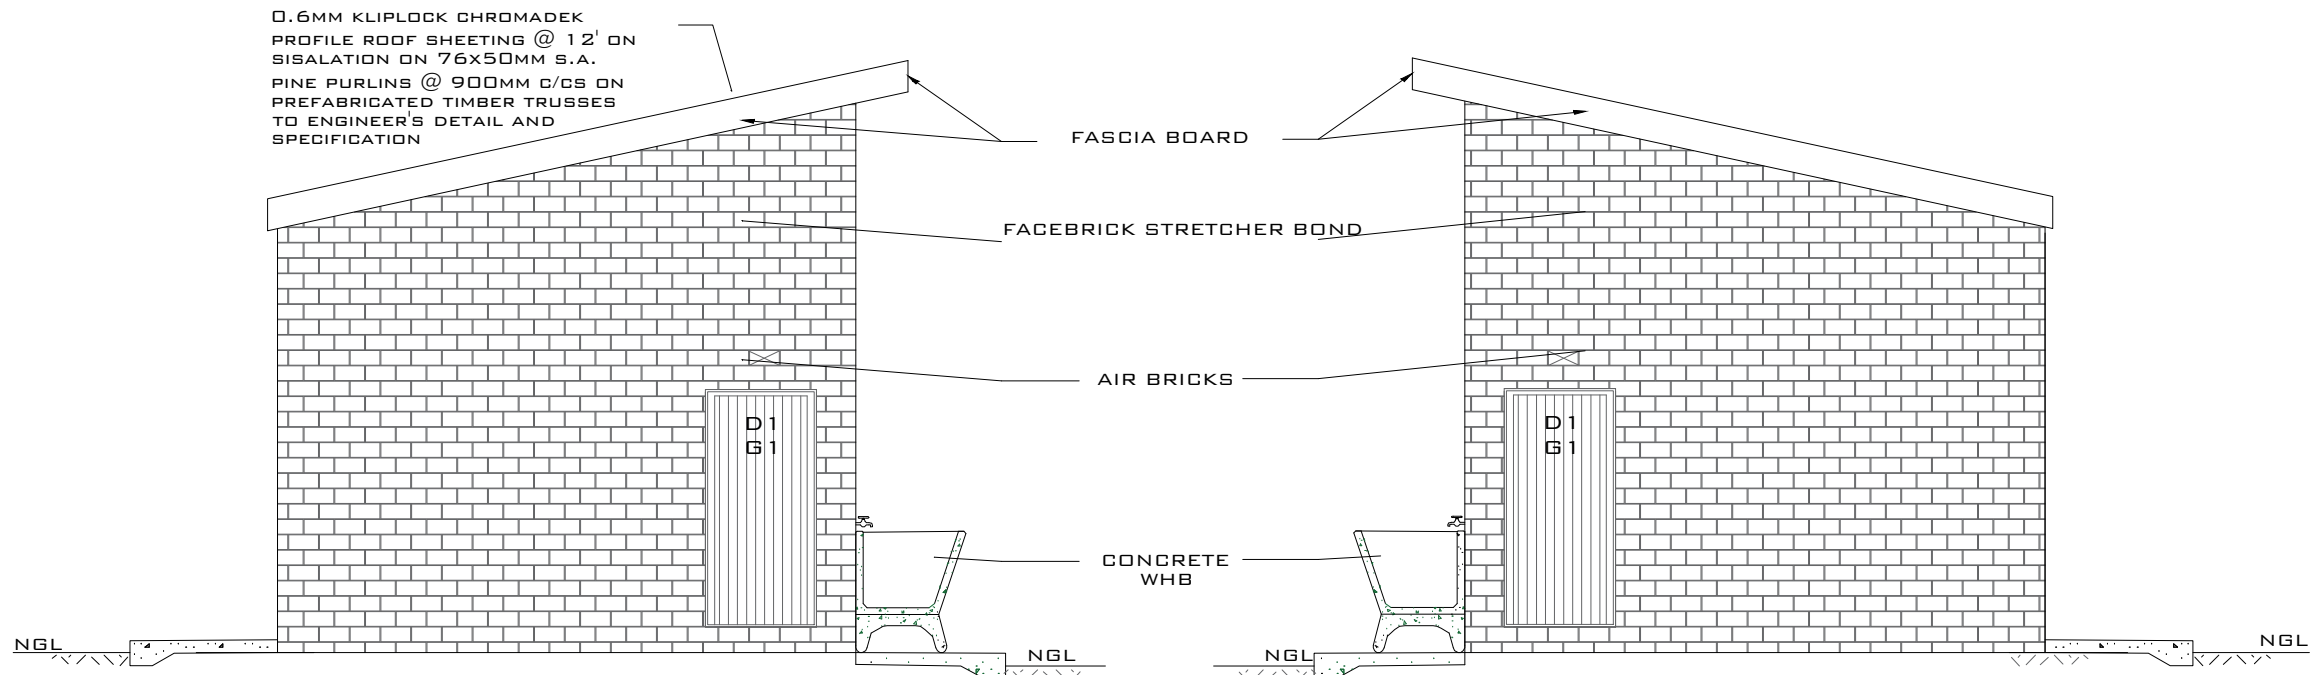 0.6MM KLIPLOCK CHROMADEK
PROFILE ROOF SHEETING @ 12' ON
SISALATION ON 76X50MM S.A.
PINE PURLINS @ 900MM C/CS ON
PREFABRICATED TIMBER TRUSSES
TO ENGINEER'S DETAIL AND
SPECIFICATION
FASCIA BOARD
FACEBRICK STRETCHER BOND
AIR BRICKS
D1
G1
D1
G1
CONCRETE
WHB
NGL
NGL
NGL
NGL